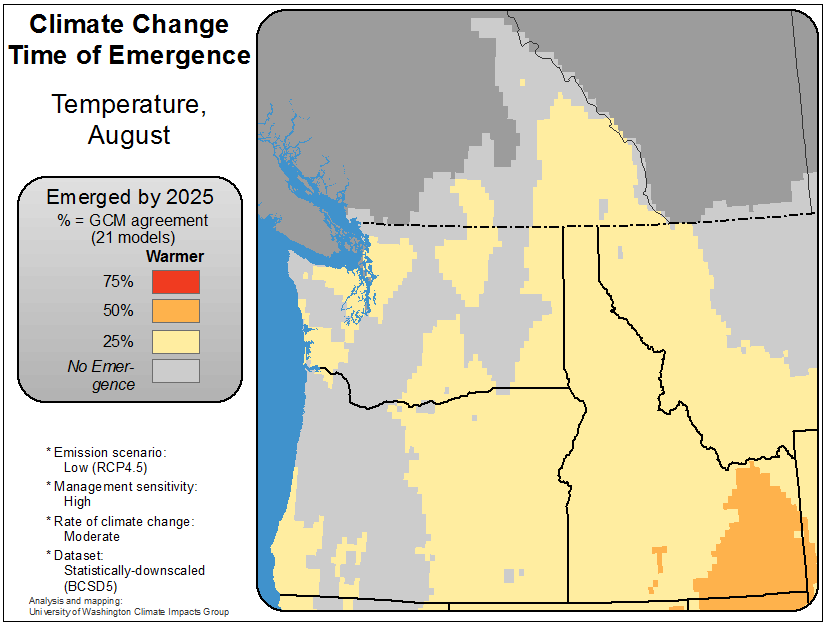 Climate Change
Time of Emergence
Temperature,
August
Emerged by 2025
% = GCM agreement
(21 models)
Warmer
75%
50%
25%
No Emer-
gence
* Emission scenario:
Low (RCP4.5)
* Management sensitivity:
High
* Rate of climate change:
Moderate
* Dataset:
Statistically-downscaled
(BCSD5)
Analysis and mapping:
University of Washington Climate Impacts Group